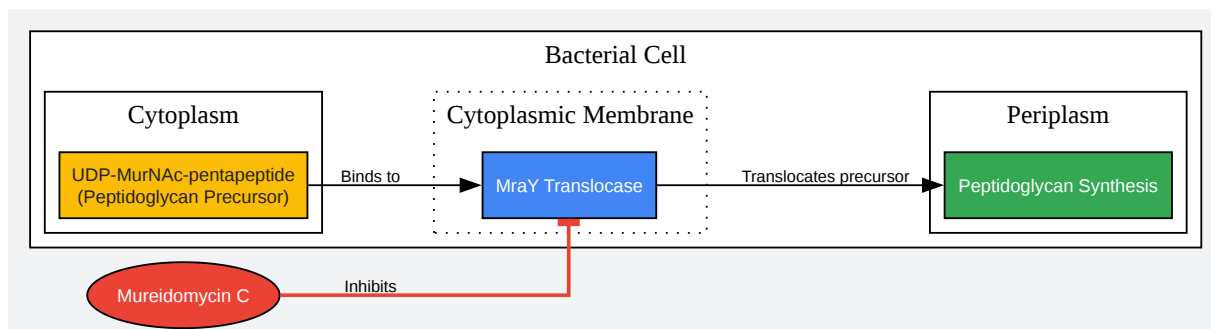 Bacterial Cell
Cytoplasm
Cytoplasmic Membrane
Periplasm
UDP-MurNAc-pentapeptide
(Peptidoglycan Precursor)
Binds to
MraY Translocase
Translocates precursor
Peptidoglycan Synthesis
Mureidomycin C
Inhibits